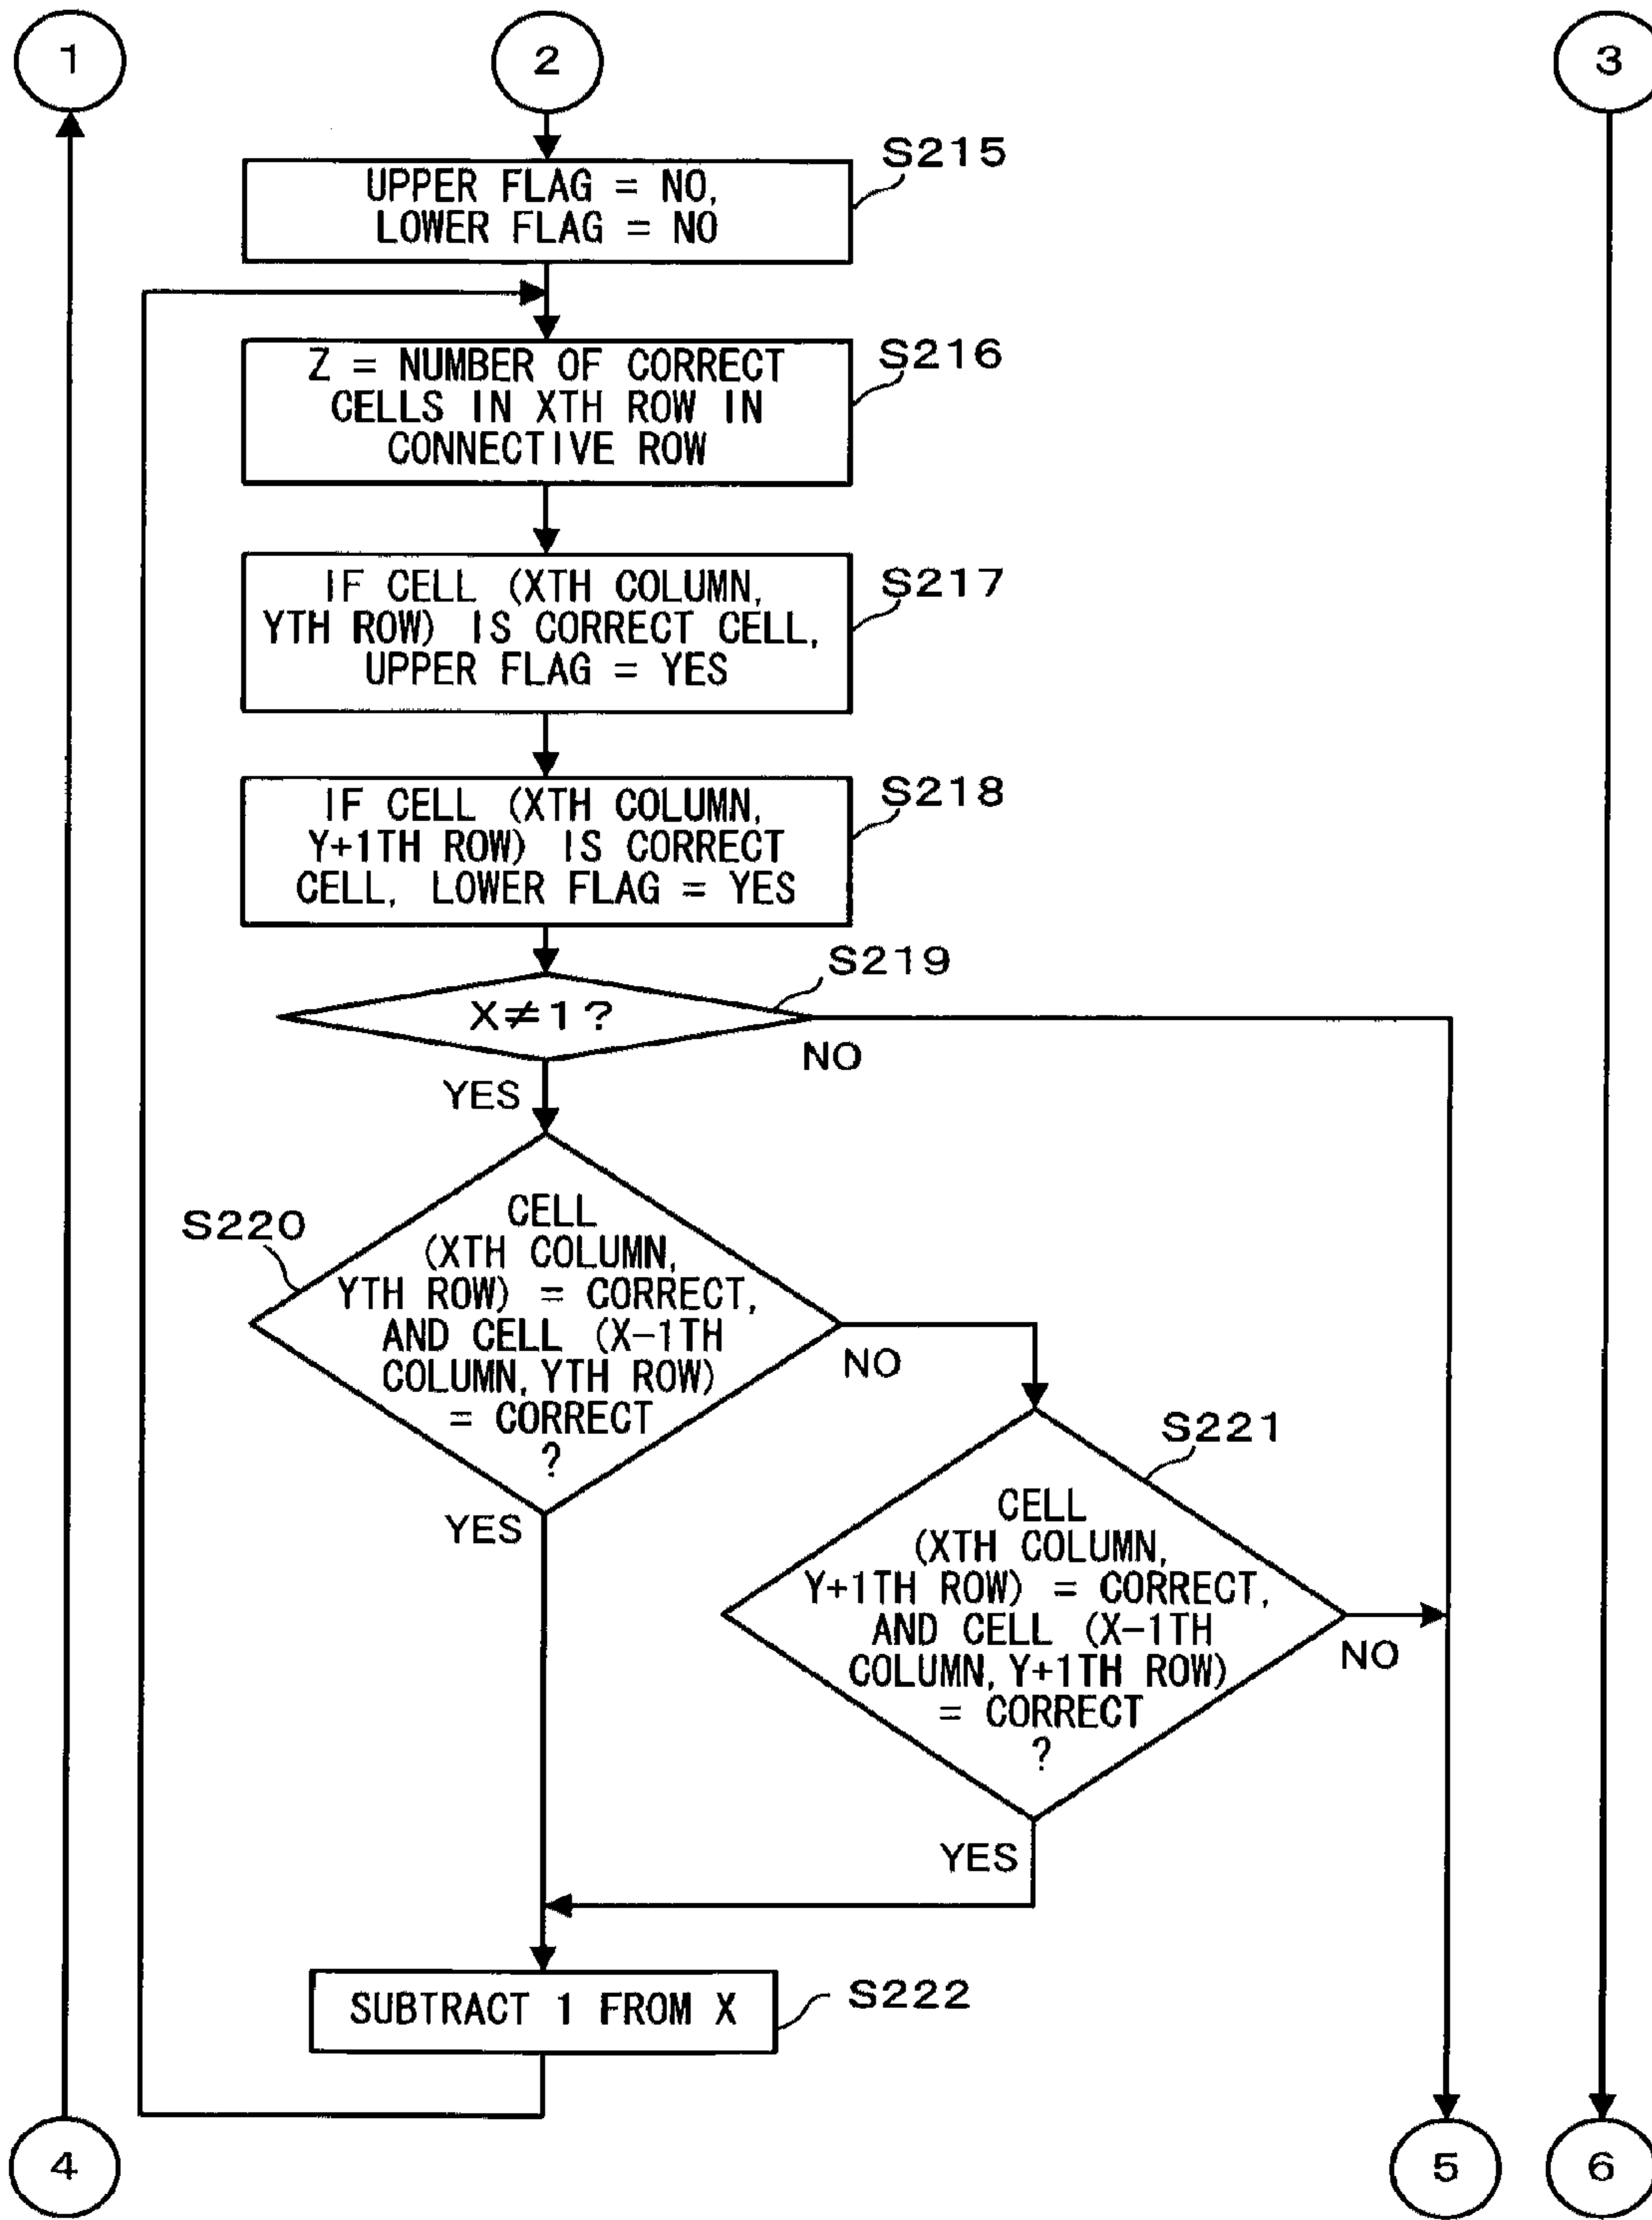 1
2
3
S215
UPPER FLAG = NO,
LOWER FLAG = NO
S216
Z = NUMBER OF CORRECT
CELLS IN XTH ROW IN
CONNECTIVE ROW
S217
IF CELL (XTH COLUMN,
YTH ROW) IS CORRECT CELL,
UPPER FLAG = YES
S218
IF CELL (XTH COLUMN,
Y+1TH ROW) IS CORRECT
CELL, LOWER FLAG = YES
S219
X≠1?
NO
YES
S220
CELL
(XTH COLUMN,
YTH ROW) = CORRECT,
AND CELL (X-1TH
COLUMN, YTH ROW)
= CORRECT
?
NO
YES
S221
CELL
(XTH COLUMN,
Y+1TH ROW) = CORRECT,
AND CELL (X-1TH
COLUMN, Y+1TH ROW)
= CORRECT
?
NO
YES
SUBTRACT 1 FROM X
S222
4
5
6